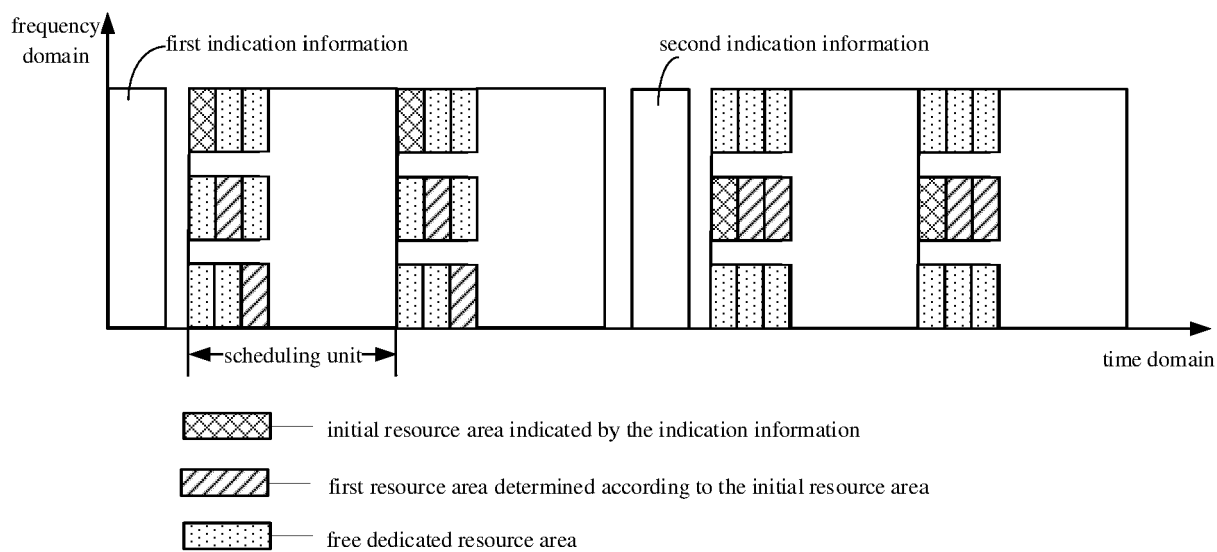 frequency
domain
first indication information
second indication information
scheduling unit
time domain
initial resource area indicated by the indication information
first resource area determined according to the initial resource area
free dedicated resource area